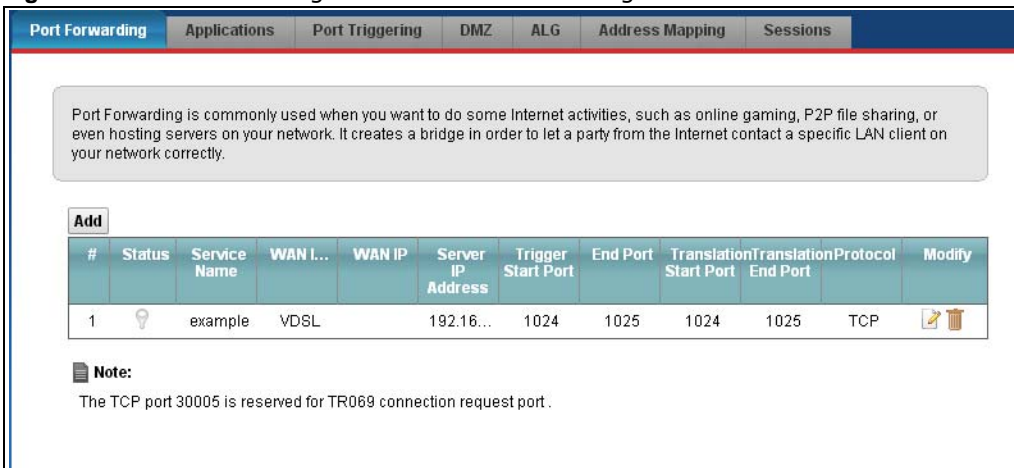 Port Forwarding Applications Port Triggering DMZ ALG Address Mapping Sessions
Port Forwarding is commonly used when you want to do some Internet activities, such as online gaming, P2P file sharing, or
even hosting servers on your network. It creates a bridge in order to let a party from the Internet contact a specific LAN client on
your network correctly.
Add
# Status Service Name WAN I... WAN IP Server IP Address Trigger Start Port End Port Translation Start Port Translation End Port Protocol Modify
1 example VDSL 192.16... 1024 1025 1024 1025 TCP
Note:
The TCP port 30005 is reserved for TR069 connection request port .